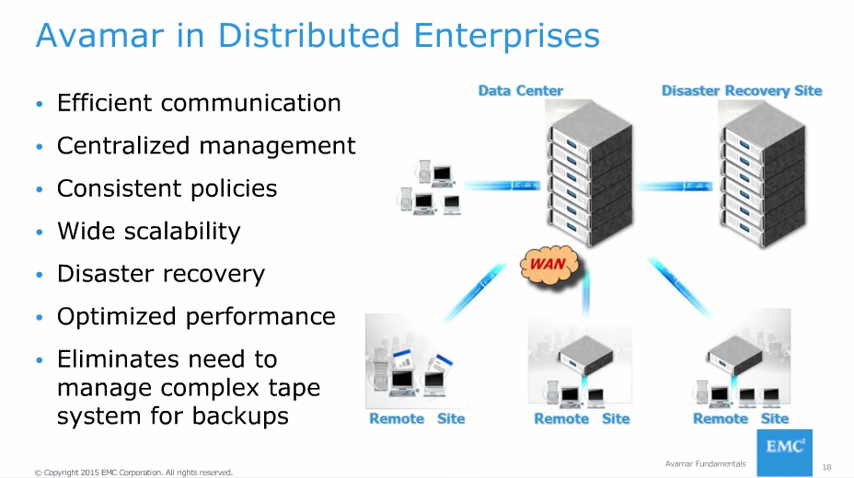 Avamar in Distributed Enterprises
• Efficient communication
• Centralized management
• Consistent policies
• Wide scalability
• Disaster recovery
• Optimized performance
• Eliminates need to
manage complex tape
system for backups
Data Center
Disaster Recovery Site
WAN
Remote Site
Remote Site
Remote Site
© Copyright 2015 EMC Corporation. All rights reserved.
Avamar Fundamentals
EMC²
18